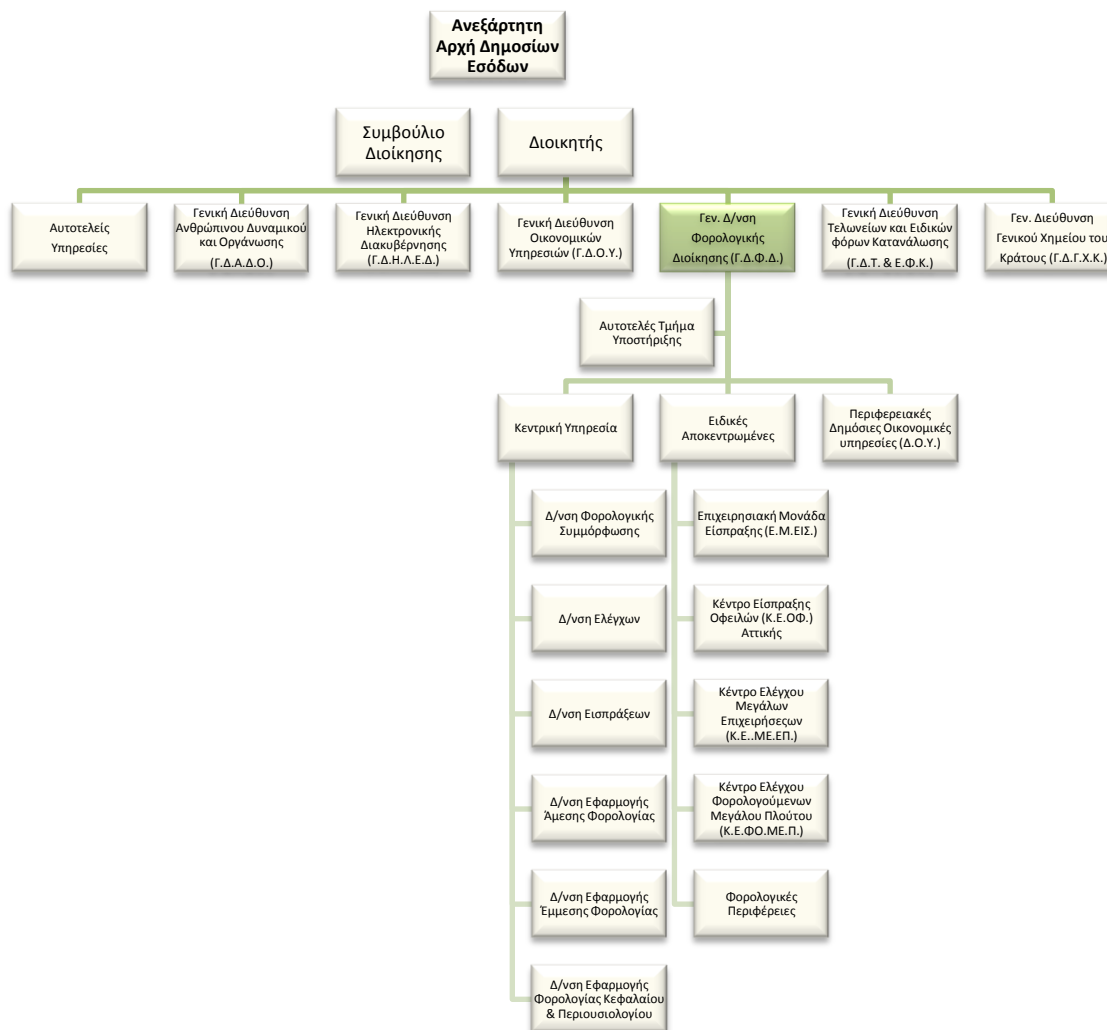 Ανεξάρτητη
Αρχή Δημοσίων
Εσόδων
Συμβούλιο
Διοίκησης
Διοικητής
Αυτοτελείς
Υπηρεσίες
Γενική Διεύθυνση
Ανθρώπινου Δυναμικού
και Οργάνωσης
(Γ.Δ.Α.Δ.Ο.)
Γενική Διεύθυνση
Ηλεκτρονικής
Διακυβέρνησης
(Γ.Δ.Η.Λ.Ε.Δ.)
Γενική Διεύθυνση
Οικονομικών
Υπηρεσιών (Γ.Δ.Ο.Υ.)
Γεν. Δ/νση
Φορολογικής
Διοίκησης (Γ.Δ.Φ.Δ.)
Γενική Διεύθυνση
Τελωνείων και Ειδικών
φόρων Κατανάλωσης
(Γ.Δ.Τ. & Ε.Φ.Κ.)
Γεν. Διεύθυνση
Γενικού Χημείου του
Κράτους (Γ.Δ.Γ.Χ.Κ.)
Αυτοτελές Τμήμα
Υποστήριξης
Κεντρική Υπηρεσία
Ειδικές
Αποκεντρωμένες
Περιφερειακές
Δημόσιες Οικονομικές
υπηρεσίες (Δ.Ο.Υ.)
Δ/νση Φορολογικής
Συμμόρφωσης
Δ/νση Ελέγχων
Δ/νση Εισπράξεων
Δ/νση Εφαρμογής
Άμεσης Φορολογίας
Δ/νση Εφαρμογής
Έμμεσης Φορολογίας
Δ/νση Εφαρμογής
Φορολογίας Κεφαλαίου
& Περιουσιολογίου
Επιχειρησιακή Μονάδα
Είσπραξης (Ε.Μ.ΕΙΣ.)
Κέντρο Είσπραξης
Οφειλών (Κ.Ε.ΟΦ.)
Αττικής
Κέντρο Ελέγχου
Μεγάλων
Επιχειρήσεςων
(Κ.Ε..ΜΕ.ΕΠ.)
Κέντρο Ελέγχου
Φορολογούμενων
Μεγάλου Πλούτου
(Κ.Ε.ΦΟ.ΜΕ.Π.)
Φορολογικές
Περιφέρειες